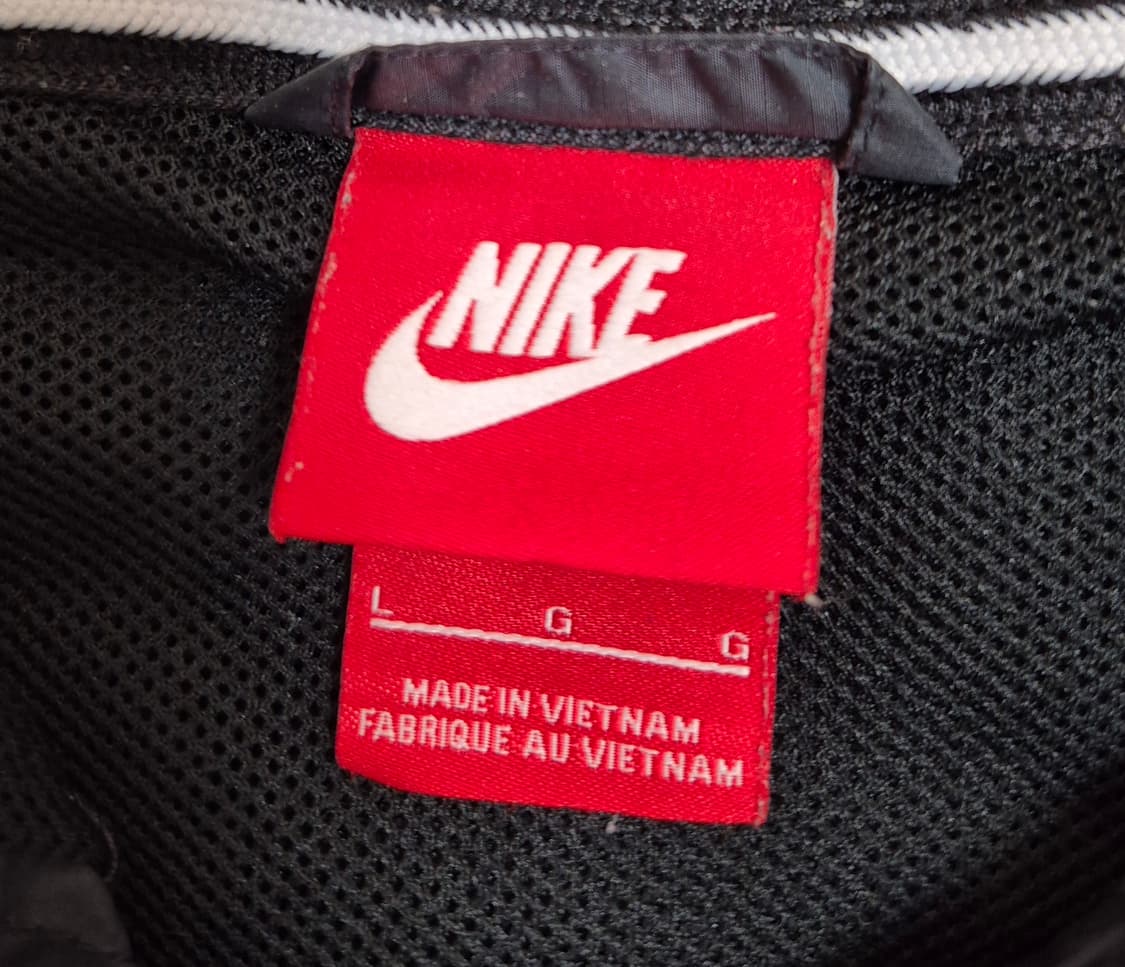 NIKE
L G G
MADE IN VIETNAM
FABRIQUE AU VIETNAM